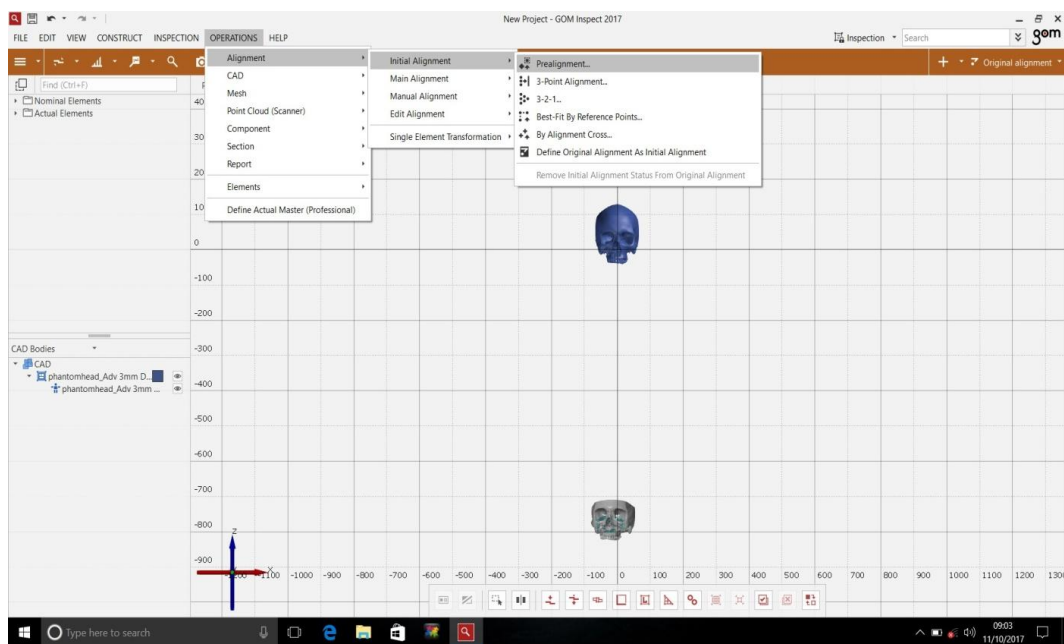 New Project - GOM Inspect 2017
FILE EDIT VIEW CONSTRUCT INSPECTION OPERATIONS HELP
Inspection Search gom
Original alignment
Find (Ctrl+F)
Nominal Elements
Actual Elements
Alignment
CAD
Mesh
Point Cloud (Scanner)
Component
Section
Report
Elements
Define Actual Master (Professional)
Initial Alignment
Main Alignment
Manual Alignment
Edit Alignment
Single Element Transformation
Prealignment...
3-Point Alignment...
3-2-1...
Best-Fit By Reference Points...
By Alignment Cross...
Define Original Alignment As Initial Alignment
Remove Initial Alignment Status From Original Alignment
40
30
20
10
0
-100
-200
-300
-400
-500
-600
-700
-800
-900
CAD Bodies
CAD
phantomhead_Adv 3mm D...
phantomhead_Adv 3mm ...
z
X
-1100 -1000 -900 -800 -700 -600 -500 -400 -300 -200 -100 0 100 200 300 400 500 600 700 800 900 1000 1100 1200 130
Type here to search
09:03
11/10/2017